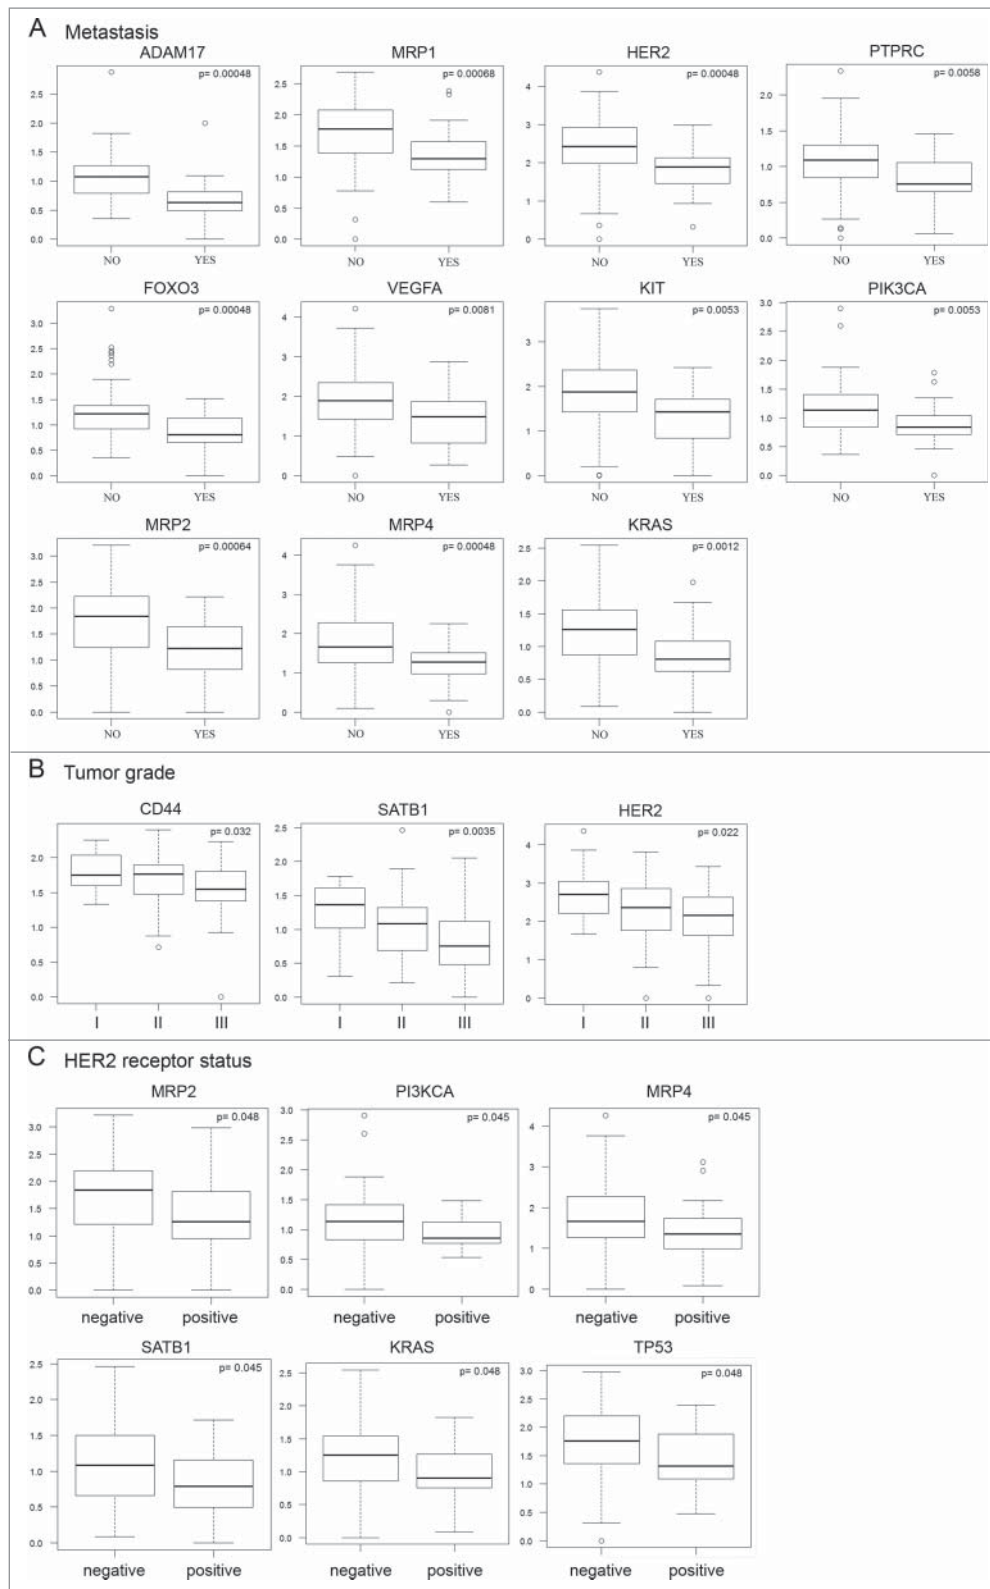 A Metastasis
ADAM17 MRP1 HER2 PTPRC
p= 0.00048 p= 0.00068 p= 0.00048 p= 0.0058
2.5 2.0 1.5 1.0 0.5 0.0
2.5 2.0 1.5 1.0 0.5 0.0
4 3 2 1 0
2.0 1.5 1.0 0.5 0.0
NO YES NO YES NO YES NO YES
FOXO3 VEGFA KIT PIK3CA
p= 0.00048 p= 0.0081 p= 0.0053 p= 0.0053
3.0 2.5 2.0 1.5 1.0 0.5 0.0
4 3 2 1 0
3 2 1 0
3.0 2.5 2.0 1.5 1.0 0.5 0.0
NO YES NO YES NO YES NO YES
MRP2 MRP4 KRAS
p= 0.00064 p= 0.00048 p= 0.0012
3.0 2.5 2.0 1.5 1.0 0.5 0.0
4 3 2 1 0
2.5 2.0 1.5 1.0 0.5 0.0
NO YES NO YES NO YES
B Tumor grade
CD44 SATB1 HER2
p= 0.032 p= 0.0035 p= 0.022
2.0 1.5 1.0 0.5 0.0
2.5 2.0 1.5 1.0 0.5 0.0
4 3 2 1 0
I II III I II III I II III
C HER2 receptor status
MRP2 PI3KCA MRP4
p= 0.048 p= 0.045 p= 0.045
3.0 2.5 2.0 1.5 1.0 0.5 0.0
3.0 2.5 2.0 1.5 1.0 0.5 0.0
4 3 2 1 0
negative positive negative positive negative positive
SATB1 KRAS TP53
p= 0.045 p= 0.048 p= 0.048
2.5 2.0 1.5 1.0 0.5 0.0
2.5 2.0 1.5 1.0 0.5 0.0
3.0 2.5 2.0 1.5 1.0 0.5 0.0
negative positive negative positive negative positive